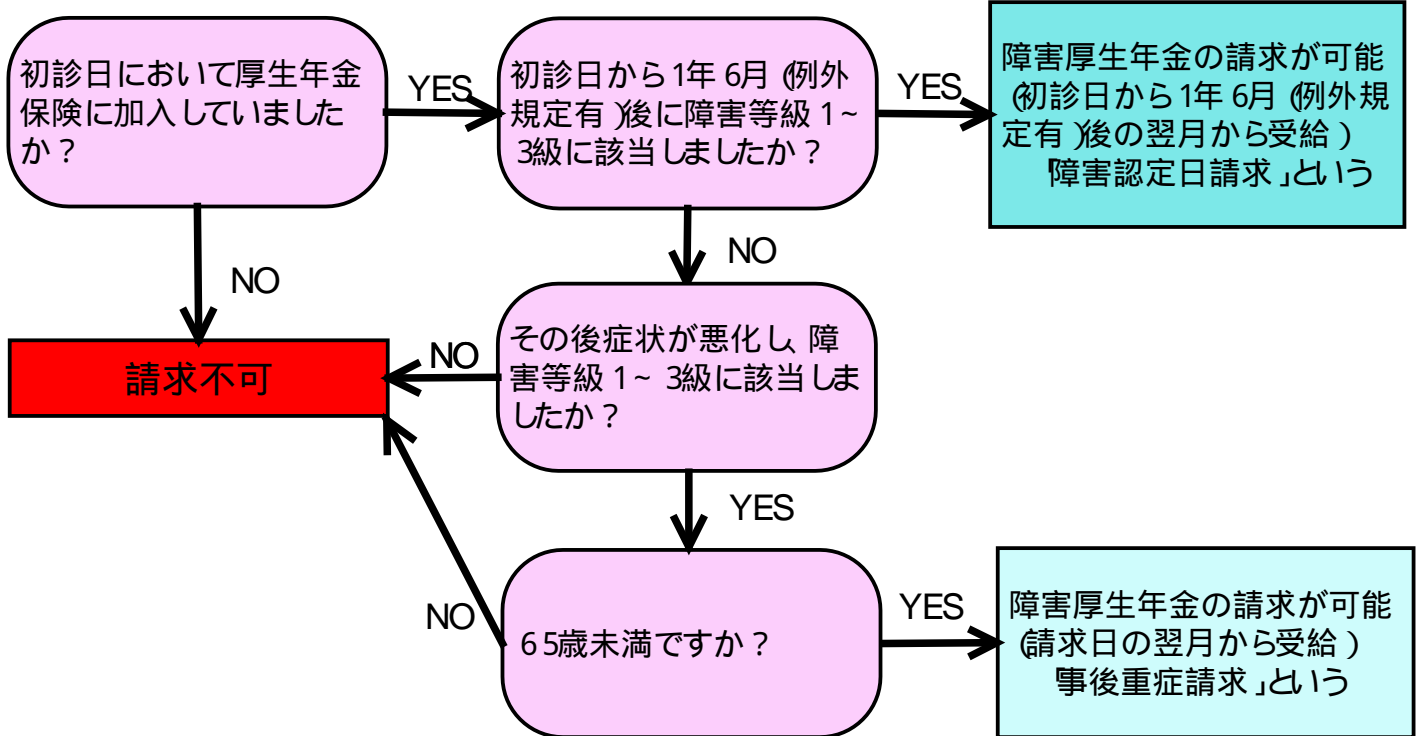 初診日において厚生年金
保険に加入していました
か？
YES
初診日から1年6月（例外
規定有）後に障害等級1～
3級に該当しましたか？
YES
障害厚生年金の請求が可能
（初診日から1年6月（例外規
定有）後の翌月から受給）
「障害認定日請求」という
NO
NO
請求不可
NO
その後症状が悪化し、障
害等級1～3級に該当しま
したか？
YES
NO
65歳未満ですか？
YES
障害厚生年金の請求が可能
（請求日の翌月から受給）
「事後重症請求」という